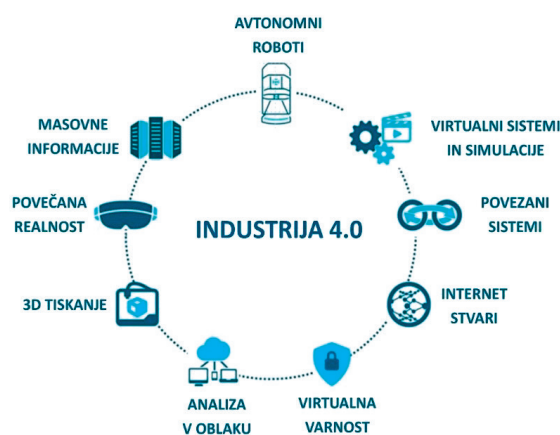 AVTONOMNI
ROBOTI
VIRTUALNI SISTEMI
IN SIMULACIJE
POVEZANI
SISTEMI
INTERNET
STVARI
VIRTUALNA
VARNOST
ANALIZA
V OBLAKU
3D TISKANJE
POVEČANA
REALNOST
MASOVNE
INFORMACIJE
INDUSTRIJA 4.0